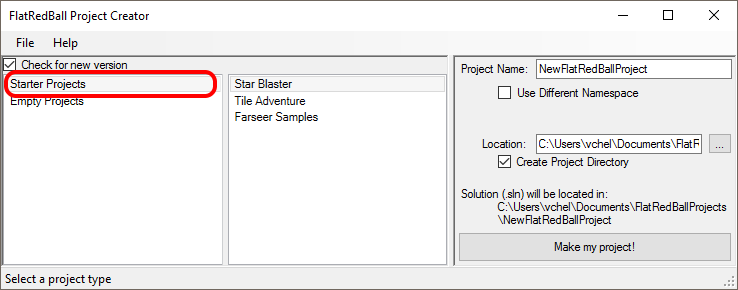 FlatRedBall Project Creator
File Help
Check for new version
Starter Projects
Empty Projects
Star Blaster
Tile Adventure
Farseer Samples
Project Name: NewFlatRedBallProject
Use Different Namespace
Location: C:\Users\vchel\Documents\FlatR
...
Create Project Directory
Solution (.sln) will be located in:
C:\Users\vchel\Documents\FlatRedBallProjects
\NewFlatRedBallProject
Make my project!
Select a project type